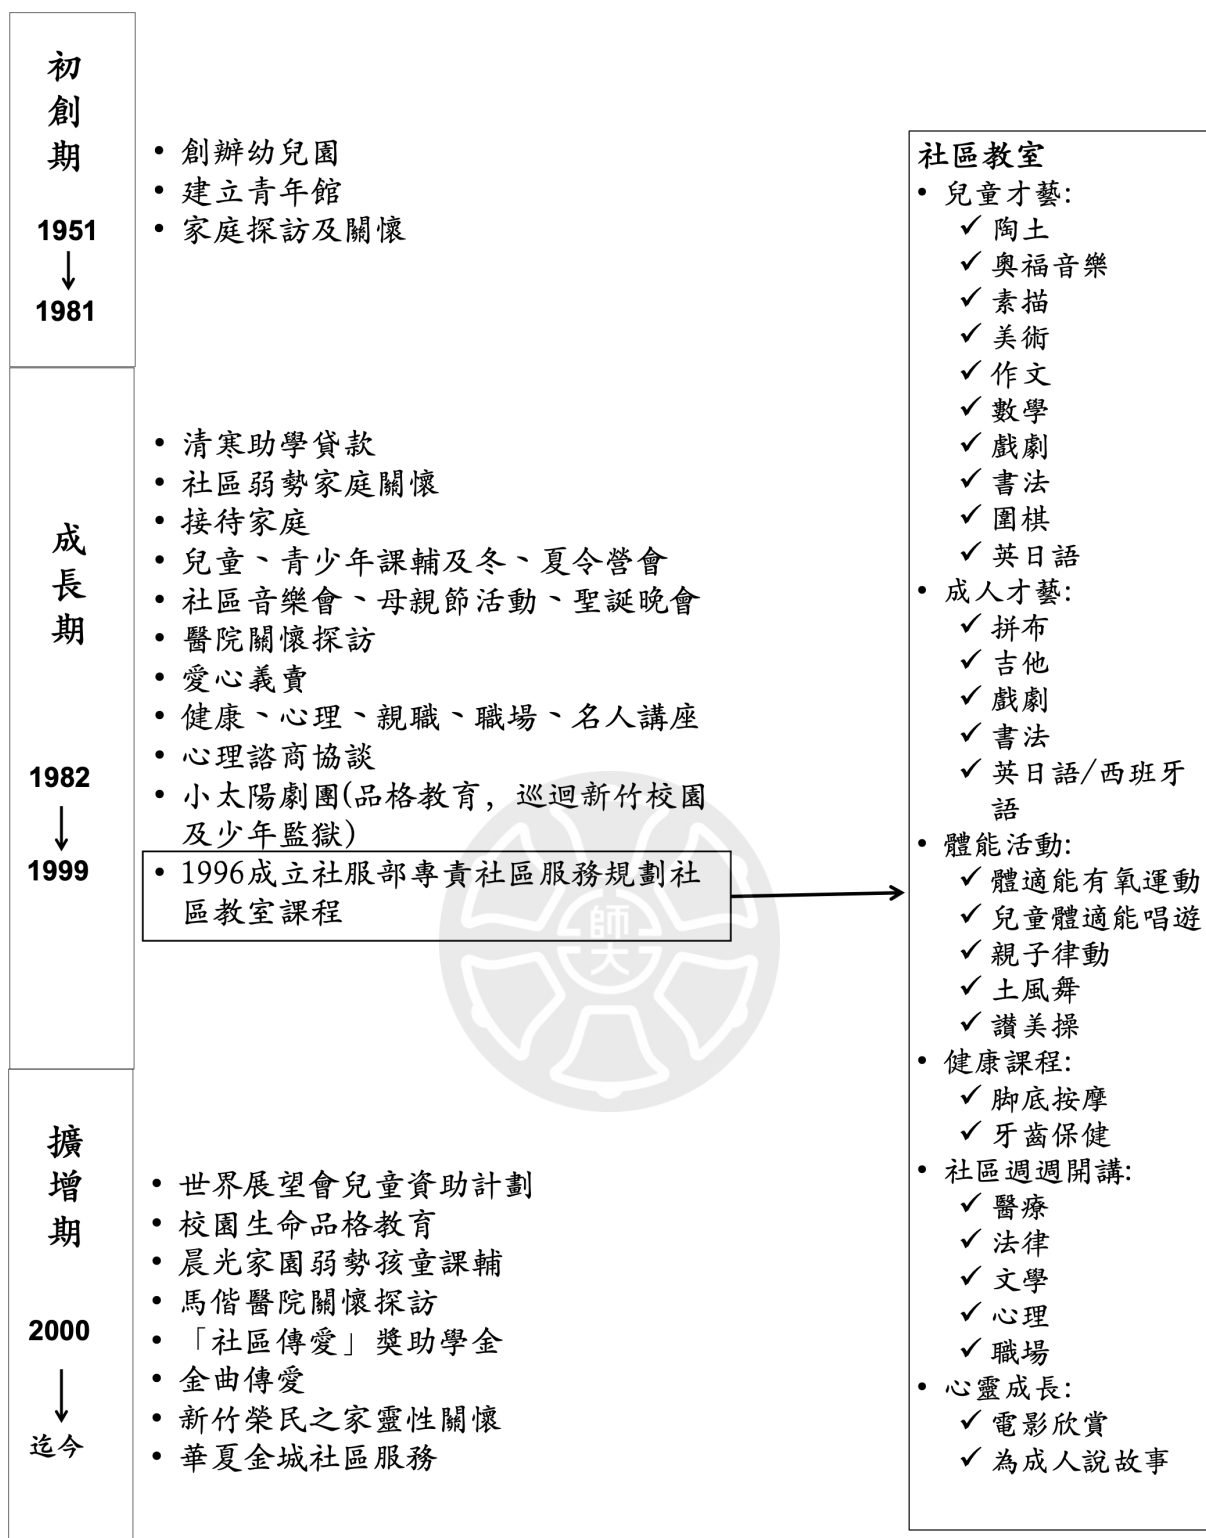 初
創
期
1951
1981
• 創辦幼兒園
• 建立青年館
• 家庭探訪及關懷
成
長
期
1982
1999
• 清寒助學貸款
• 社區弱勢家庭關懷
• 接待家庭
• 兒童、青少年課輔及冬、夏令營會
• 社區音樂會、母親節活動、聖誕晚會
• 醫院關懷探訪
• 愛心義賣
• 健康、心理、親職、職場、名人講座
• 心理諮商協談
• 小太陽劇團(品格教育，巡迴新竹校園
及少年監獄)
• 1996成立社服部專責社區服務規劃社
區教室課程
擴
增
期
2000
迄今
• 世界展望會兒童資助計劃
• 校園生命品格教育
• 晨光家園弱勢孩童課輔
• 馬偕醫院關懷探訪
• 「社區傳愛」獎助學金
• 金曲傳愛
• 新竹榮民之家靈性關懷
• 華夏金城社區服務
社區教室
• 兒童才藝:
✓ 陶土
✓ 奧福音樂
✓ 素描
✓ 美術
✓ 作文
✓ 數學
✓ 戲劇
✓ 書法
✓ 圍棋
✓ 英日語
• 成人才藝:
✓ 拼布
✓ 吉他
✓ 戲劇
✓ 書法
✓ 英日語/西班牙
語
• 體能活動:
✓ 體適能有氧運動
✓ 兒童體適能唱遊
✓ 親子律動
✓ 土風舞
✓ 讚美操
• 健康課程:
✓ 脚底按摩
✓ 牙齒保健
• 社區週週開講:
✓ 醫療
✓ 法律
✓ 文學
✓ 心理
✓ 職場
• 心靈成長:
✓ 電影欣賞
✓ 為成人說故事
師大